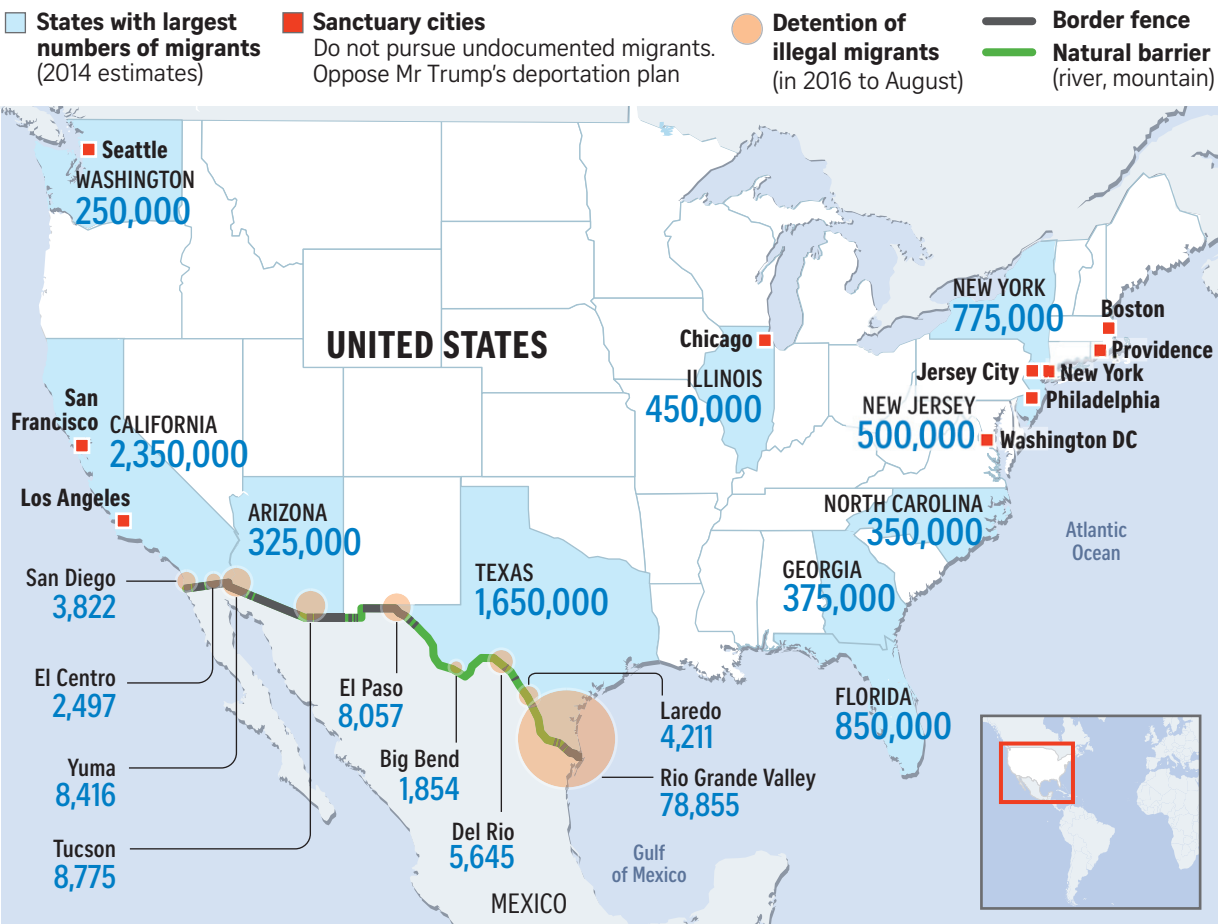 States with largest
numbers of migrants
(2014 estimates)
Sanctuary cities
Do not pursue undocumented migrants.
Oppose Mr Trump's deportation plan
Detention of
illegal migrants
(in 2016 to August)
Border fence
Natural barrier
(river, mountain)
Seattle
WASHINGTON
250,000
UNITED STATES
Chicago
ILLINOIS
450,000
NEW YORK
775,000
Boston
Providence
Jersey City
New York
Philadelphia
NEW JERSEY
500,000
Washington DC
San
Francisco
CALIFORNIA
2,350,000
Los Angeles
ARIZONA
325,000
TEXAS
1,650,000
NORTH CAROLINA
350,000
GEORGIA
375,000
FLORIDA
850,000
Atlantic
Ocean
San Diego
3,822
El Centro
2,497
Yuma
8,416
Tucson
8,775
El Paso
8,057
Big Bend
1,854
Del Rio
5,645
Laredo
4,211
Rio Grande Valley
78,855
Gulf
of Mexico
MEXICO